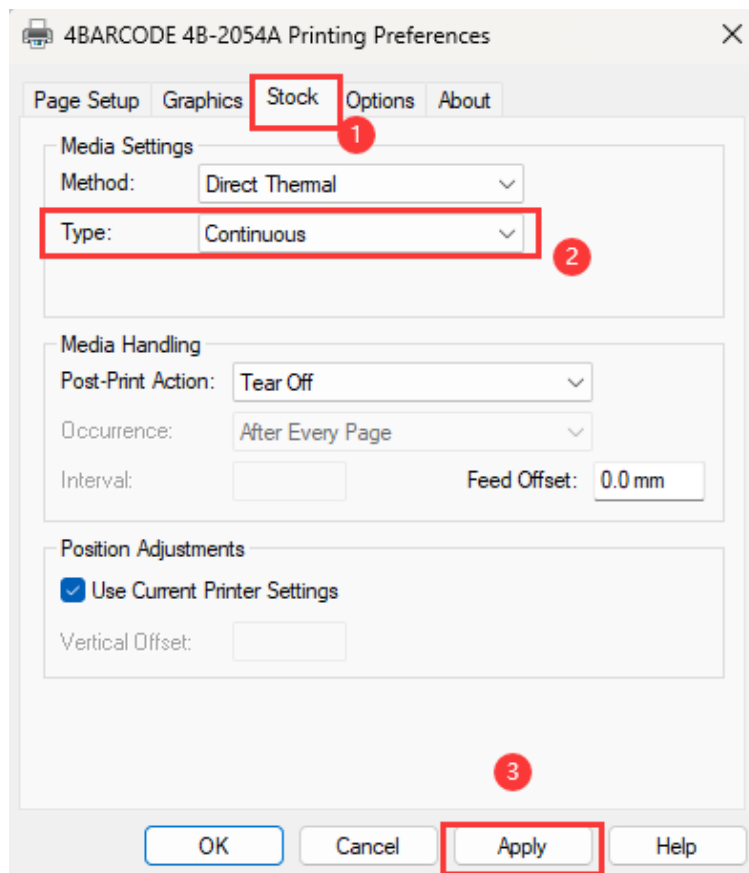 4BARCODE 4B-2054A Printing Preferences
Page Setup Graphics Stock Options About
1
Media Settings
Method: Direct Thermal
Type: Continuous
2
Media Handling
Post-Print Action: Tear Off
Occurrence: After Every Page
Interval: Feed Offset: 0.0 mm
Position Adjustments
Use Current Printer Settings
Vertical Offset:
3
OK Cancel Apply Help